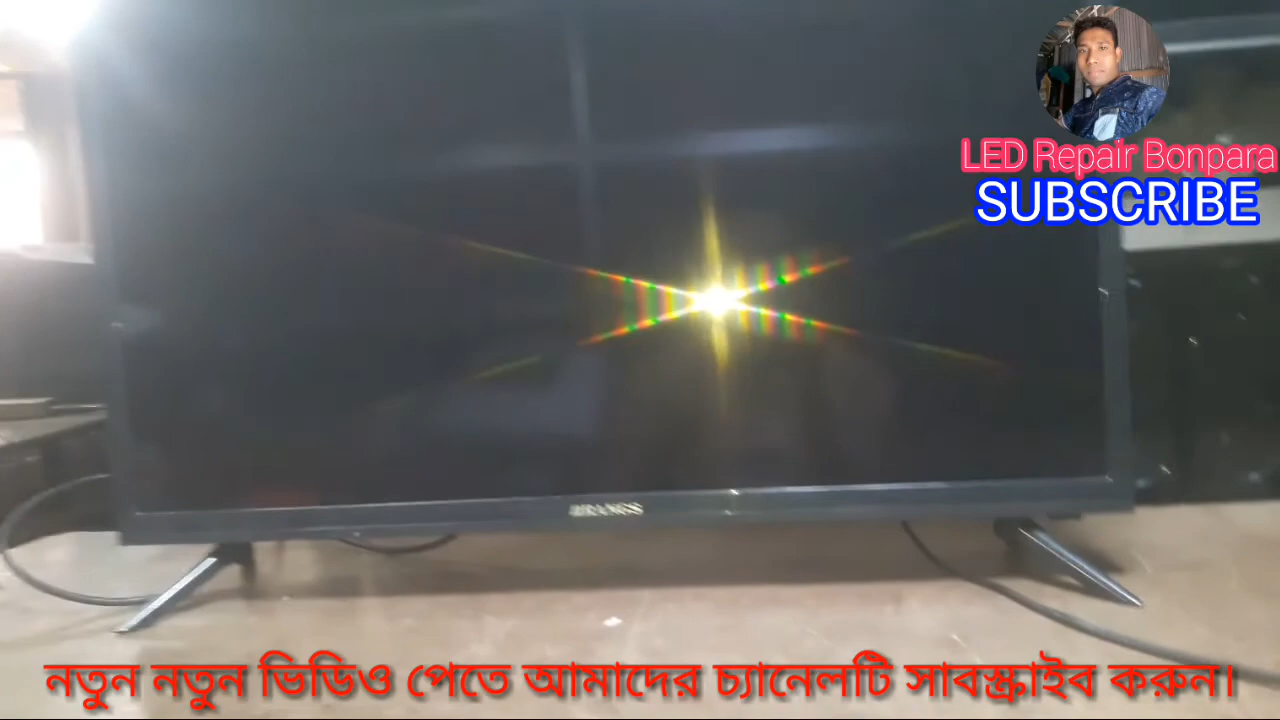 LED Repair Bonpara
SUBSCRIBE
নতুন নতুন ভিডিও পেতে আমাদের চ্যানেলটি সাবস্ক্রাইব করুন।